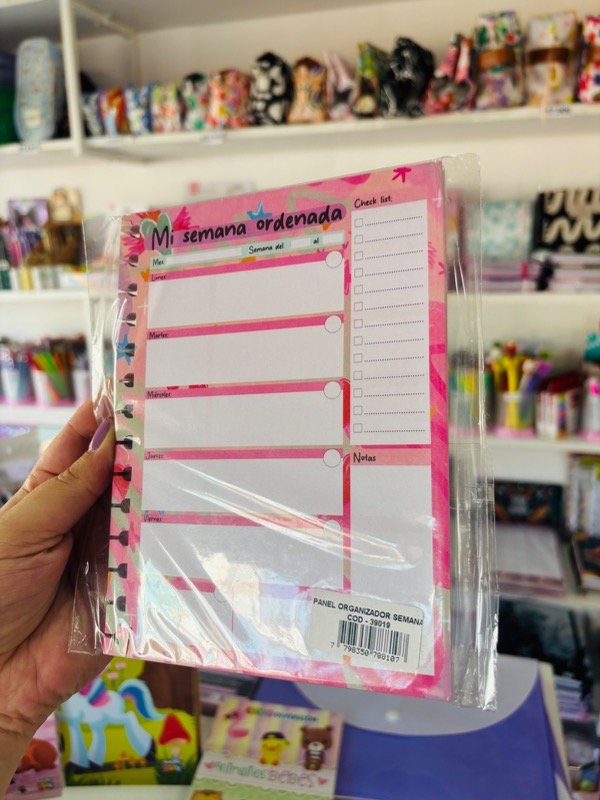 Mi semana ordenada
Mes:
Semana del
al
Lunes:
Martes:
Miércoles:
Jueves:
Viernes:
Check list:
Notas
PANEL ORGANIZADOR SEMANA
COD - 39019